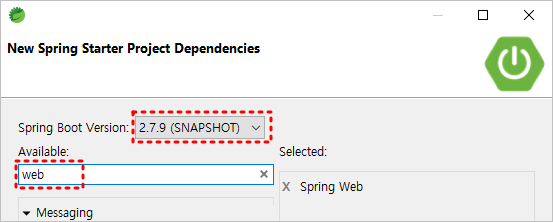 New Spring Starter Project Dependencies
Spring Boot Version: 2.7.9 (SNAPSHOT)
Available:
Selected:
web
X Spring Web
Messaging